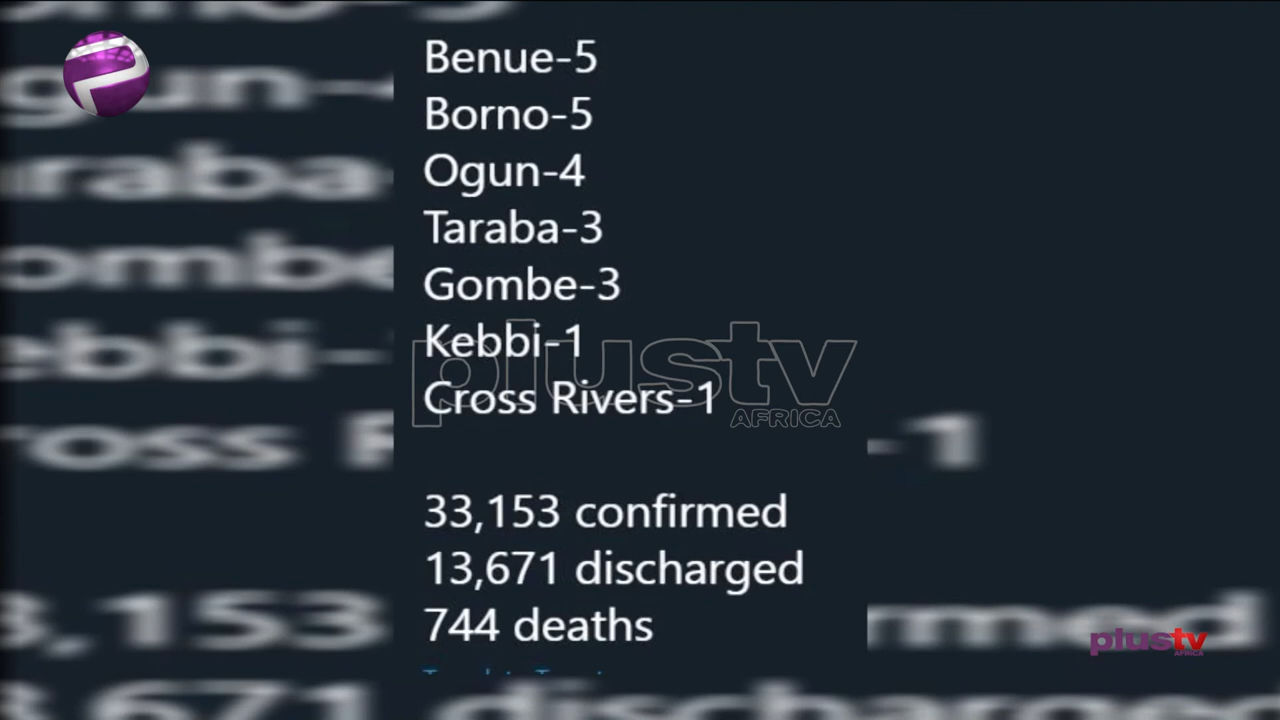 Benue-5
Borno-5
Ogun-4
Taraba-3
Gombe-3
Kebbi-1
plustv
AFRICA
Cross Rivers-1
33,153 confirmed
13,671 discharged
744 deaths
plustv
AFRICA